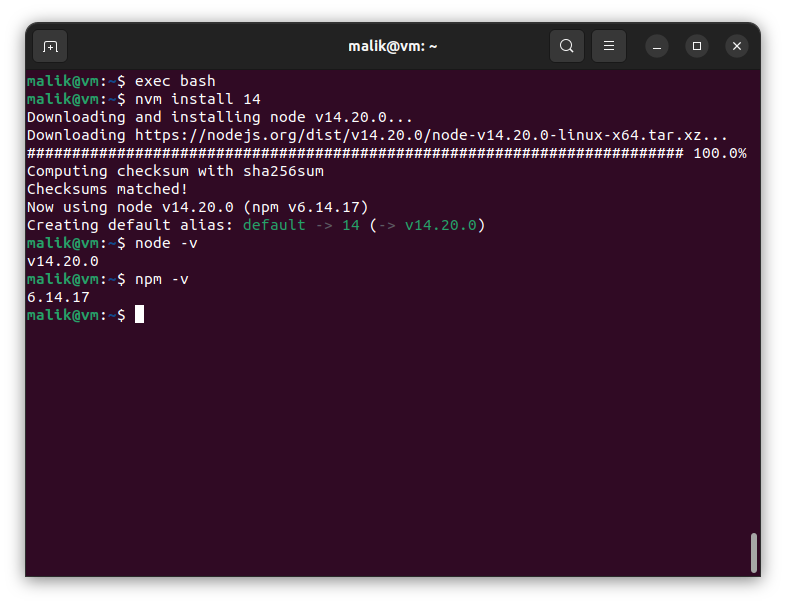 malik@vm: ~
malik@vm:~$ exec bash
malik@vm:~$ nvm install 14
Downloading and installing node v14.20.0...
Downloading https://nodejs.org/dist/v14.20.0/node-v14.20.0-linux-x64.tar.xz...
######################################################################### 100.0%
Computing checksum with sha256sum
Checksums matched!
Now using node v14.20.0 (npm v6.14.17)
Creating default alias: default -> 14 (-> v14.20.0)
malik@vm:~$ node -v
v14.20.0
malik@vm:~$ npm -v
6.14.17
malik@vm:~$